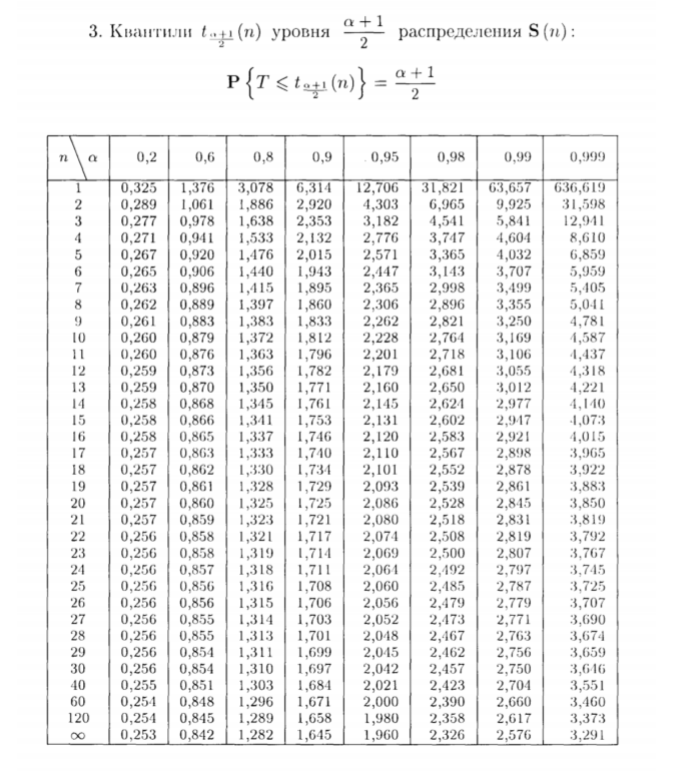 3. Квантили t_{\frac{α+1}{2}}(n) уровня \frac{α+1}{2} распределения S(n):
P{T ⩽ t_{\frac{α+1}{2}}(n)} = \frac{α+1}{2}
n \ α 0,2 0,6 0,8 0,9 0,95 0,98 0,99 0,999
1 0,325 1,376 3,078 6,314 12,706 31,821 63,657 636,619
2 0,289 1,061 1,886 2,920 4,303 6,965 9,925 31,598
3 0,277 0,978 1,638 2,353 3,182 4,541 5,841 12,941
4 0,271 0,941 1,533 2,132 2,776 3,747 4,604 8,610
5 0,267 0,920 1,476 2,015 2,571 3,365 4,032 6,859
6 0,265 0,906 1,440 1,943 2,447 3,143 3,707 5,959
7 0,263 0,896 1,415 1,895 2,365 2,998 3,499 5,405
8 0,262 0,889 1,397 1,860 2,306 2,896 3,355 5,041
9 0,261 0,883 1,383 1,833 2,262 2,821 3,250 4,781
10 0,260 0,879 1,372 1,812 2,228 2,764 3,169 4,587
11 0,260 0,876 1,363 1,796 2,201 2,718 3,106 4,437
12 0,259 0,873 1,356 1,782 2,179 2,681 3,055 4,318
13 0,259 0,870 1,350 1,771 2,160 2,650 3,012 4,221
14 0,258 0,868 1,345 1,761 2,145 2,624 2,977 4,140
15 0,258 0,866 1,341 1,753 2,131 2,602 2,947 4,073
16 0,258 0,865 1,337 1,746 2,120 2,583 2,921 4,015
17 0,257 0,863 1,333 1,740 2,110 2,567 2,898 3,965
18 0,257 0,862 1,330 1,734 2,101 2,552 2,878 3,922
19 0,257 0,861 1,328 1,729 2,093 2,539 2,861 3,883
20 0,257 0,860 1,325 1,725 2,086 2,528 2,845 3,850
21 0,257 0,859 1,323 1,721 2,080 2,518 2,831 3,819
22 0,256 0,858 1,321 1,717 2,074 2,508 2,819 3,792
23 0,256 0,858 1,319 1,714 2,069 2,500 2,807 3,767
24 0,256 0,857 1,318 1,711 2,064 2,492 2,797 3,745
25 0,256 0,856 1,316 1,708 2,060 2,485 2,787 3,725
26 0,256 0,856 1,315 1,706 2,056 2,479 2,779 3,707
27 0,256 0,855 1,314 1,703 2,052 2,473 2,771 3,690
28 0,256 0,855 1,313 1,701 2,048 2,467 2,763 3,674
29 0,256 0,854 1,311 1,699 2,045 2,462 2,756 3,659
30 0,256 0,854 1,310 1,697 2,042 2,457 2,750 3,646
40 0,255 0,851 1,303 1,684 2,021 2,423 2,704 3,551
60 0,254 0,848 1,296 1,671 2,000 2,390 2,660 3,460
120 0,254 0,845 1,289 1,658 1,980 2,358 2,617 3,373
∞ 0,253 0,842 1,282 1,645 1,960 2,326 2,576 3,291